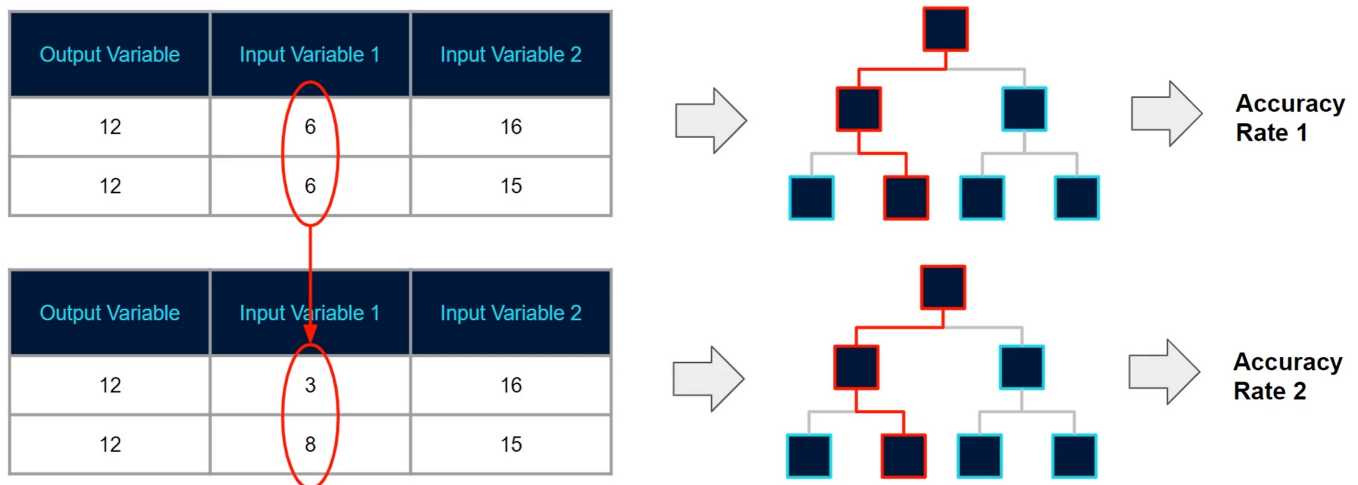 Output Variable Input Variable 1 Input Variable 2
12 6 16
12 6 15
Accuracy
Rate 1
Output Variable Input Variable 1 Input Variable 2
12 3 16
12 8 15
Accuracy
Rate 2